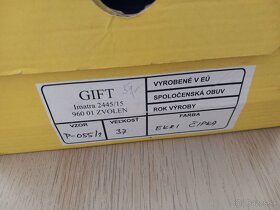 GIFT
Imatra 2445/15
960 01 ZVOLEN
VYROBENÉ V EÚ
SPOLOČENSKÁ OBUV
ROK VÝROBY
VZOR
VEĽKOSŤ
FARBA
P-055/2
37
EKRI ČIPKA